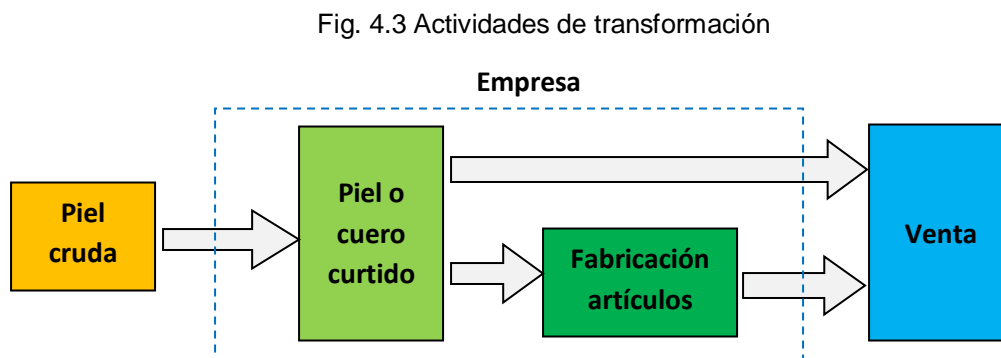 Fig. 4.3 Actividades de transformación
Empresa
Piel
cruda
Piel o
cuero
curtido
Fabricación
artículos
Venta